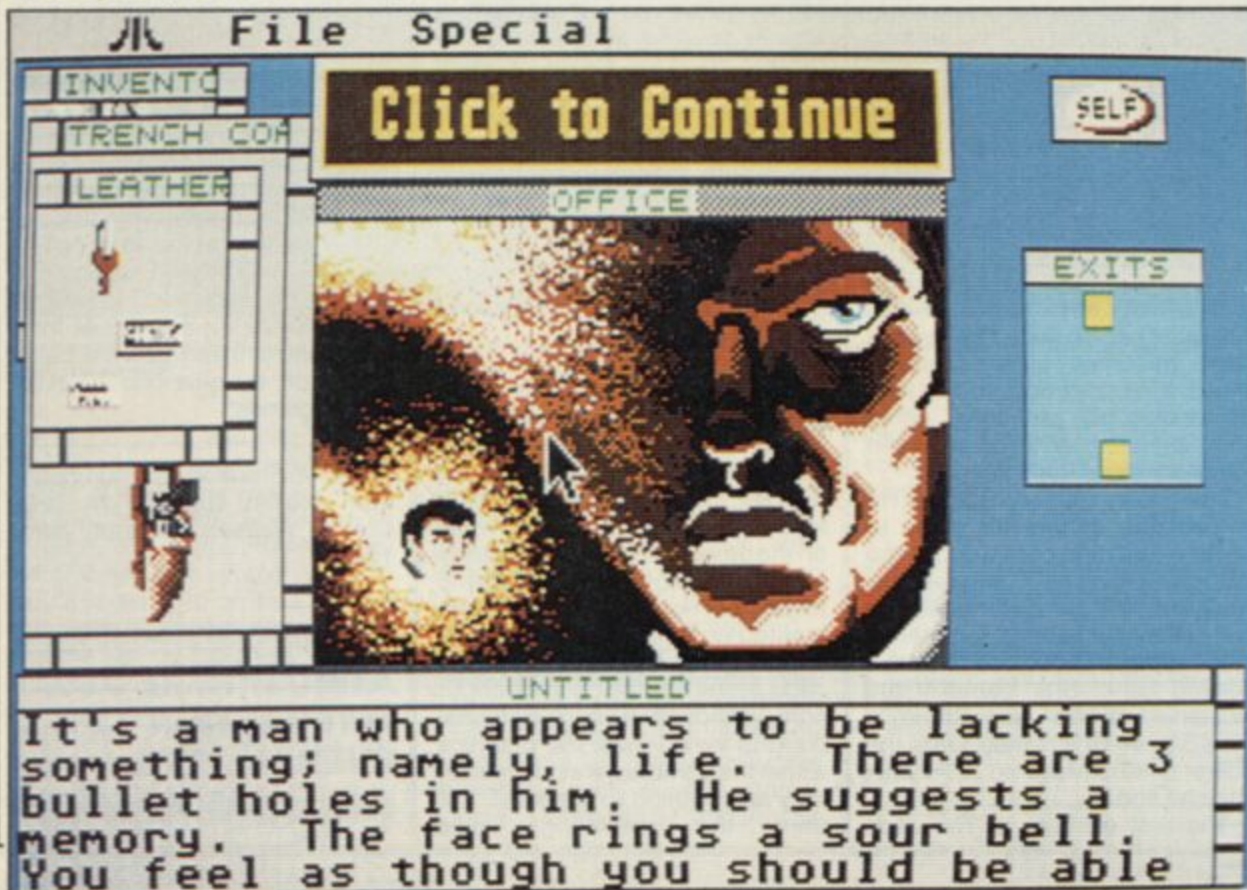 File Special
INVENTO
Click to Continue
SELF
TRENCH COA
LEATHER
OFFICE
EXITS
UNTITLED
It's a man who appears to be lacking
something; namely, life. There are 3
bullet holes in him. He suggests a
memory. The face rings a sour bell.
You feel as though you should be able